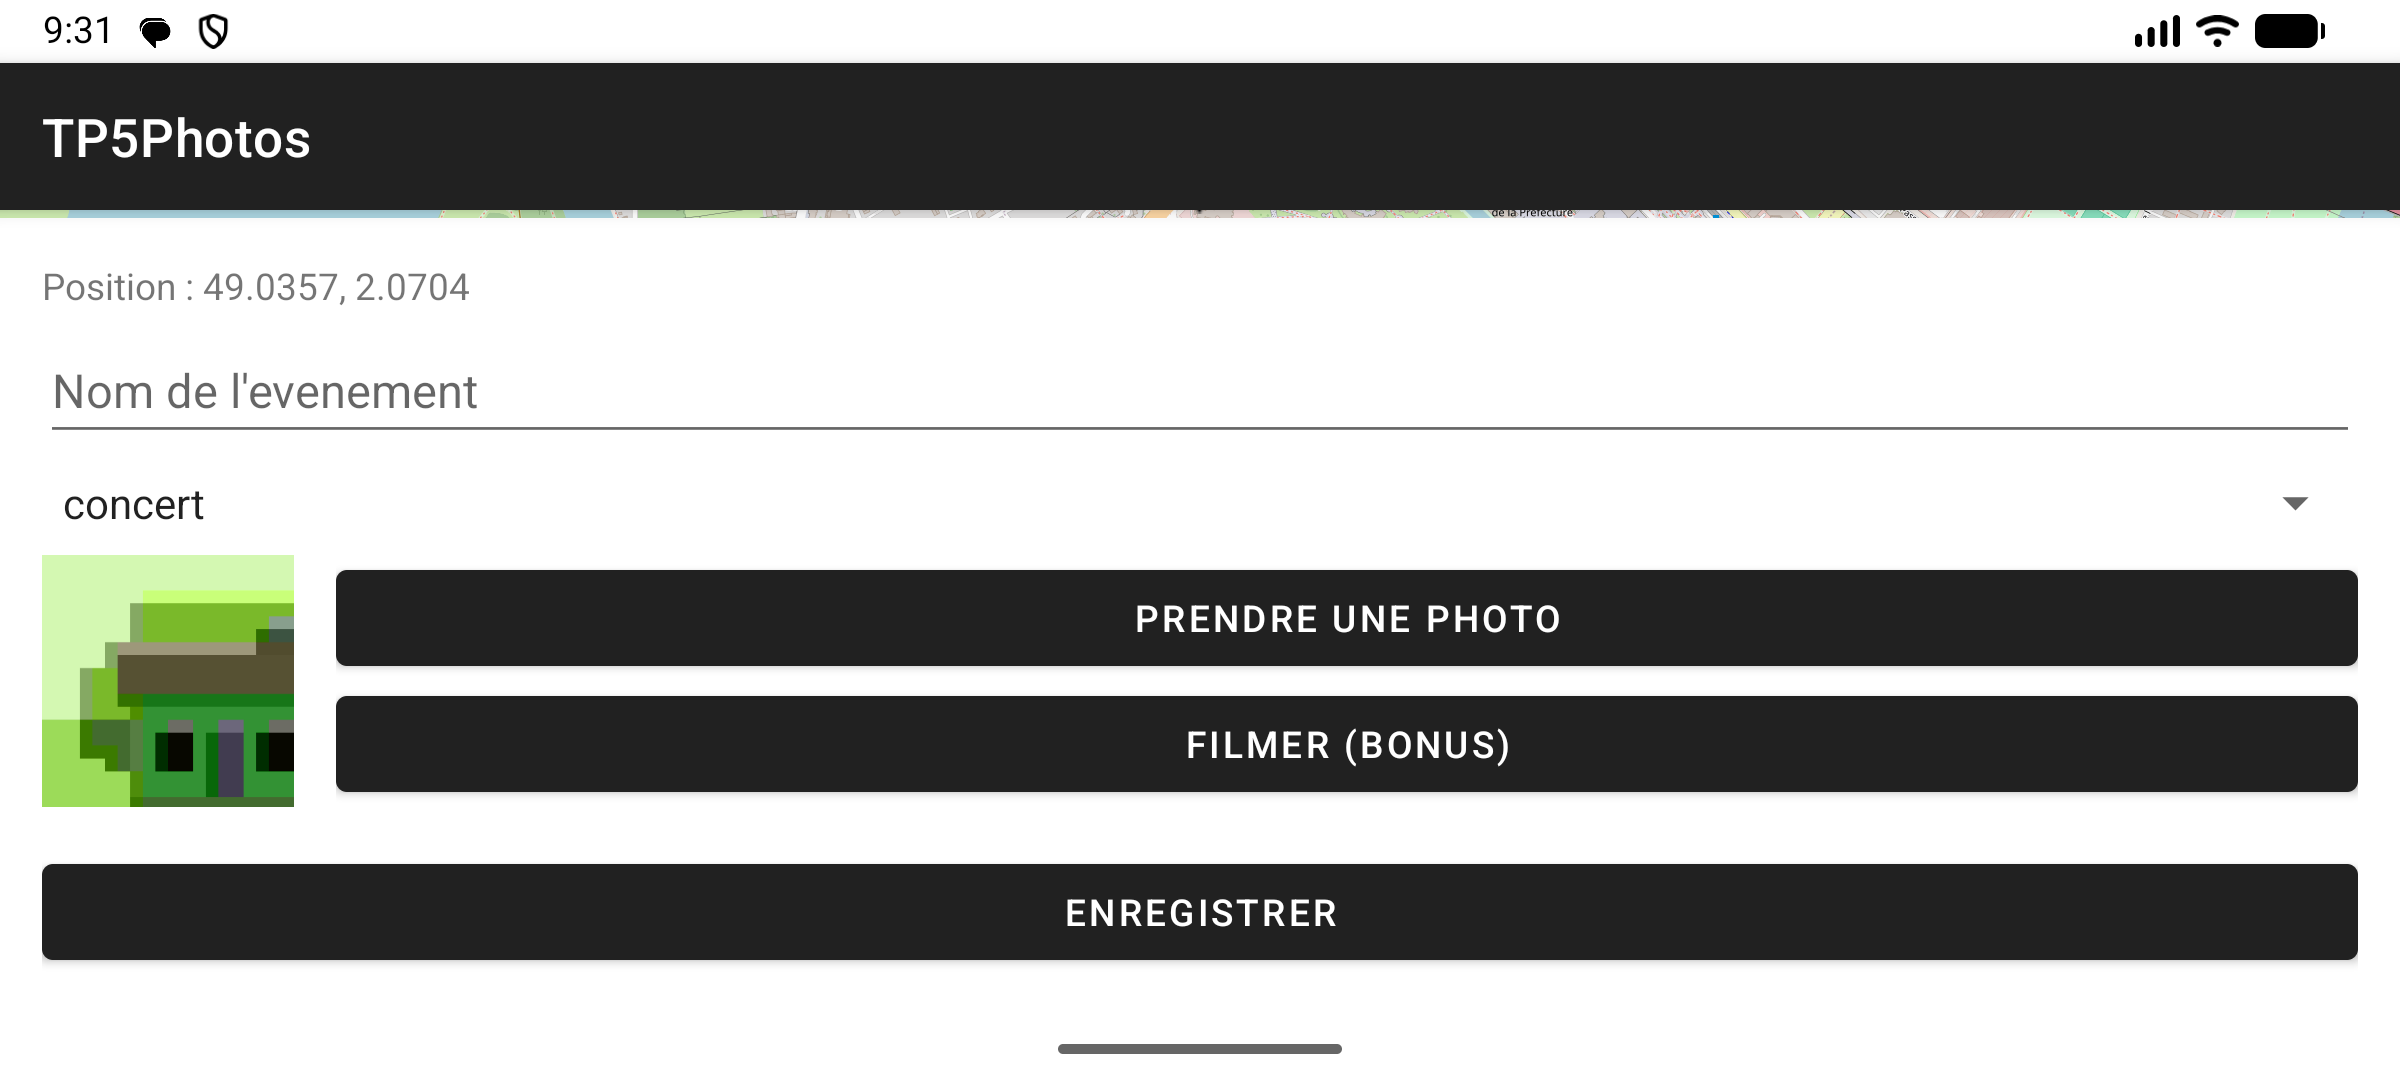 9:31
TP5Photos
de la Préfecture
Position : 49.0357, 2.0704
Nom de l'evenement
concert
PRENDRE UNE PHOTO
FILMER (BONUS)
ENREGISTRER